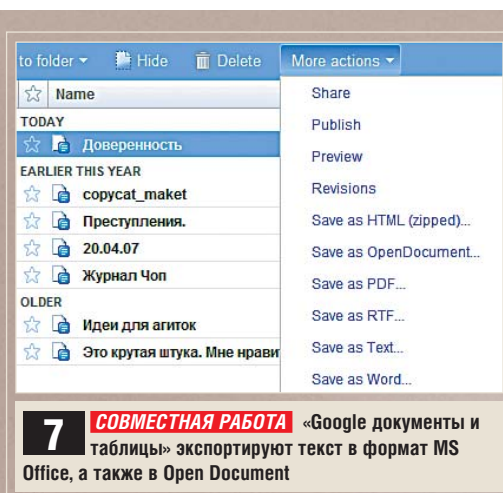 to folder Hide Delete More actions
Name
TODAY
Доверенность
EARLIER THIS YEAR
copycat_maket
Преступления.
20.04.07
Журнал Чоп
OLDER
Идеи для агиток
Это крутая штука. Мне нрави
Share
Publish
Preview
Revisions
Save as HTML (zipped)...
Save as OpenDocument...
Save as PDF...
Save as RTF...
Save as Text...
Save as Word...
7 СОВМЕСТНАЯ РАБОТА «Google документы и
таблицы» экспортируют текст в формат MS
Office, а также в Open Document